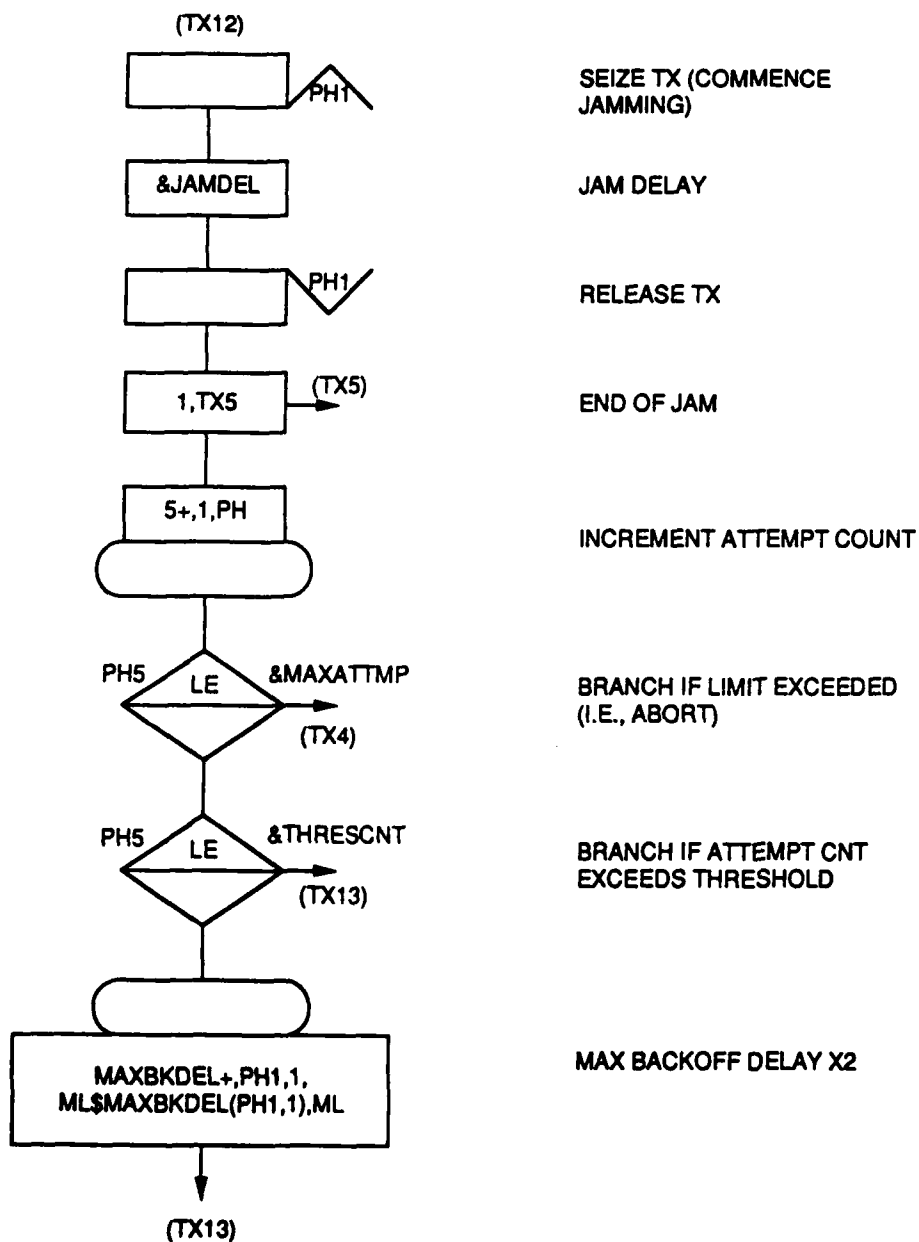 (TX12)
PH1
SEIZE TX (COMMENCE
JAMMING)
&JAMDEL
JAM DELAY
PH1
RELEASE TX
1,TX5
(TX5)
END OF JAM
5+,1,PH
INCREMENT ATTEMPT COUNT
PH5
LE
&MAXATTMP
(TX4)
BRANCH IF LIMIT EXCEEDED
(I.E., ABORT)
PH5
LE
&THRESCNT
(TX13)
BRANCH IF ATTEMPT CNT
EXCEEDS THRESHOLD
MAXBKDEL+,PH1,1,
ML$MAXBKDEL(PH1,1),ML
MAX BACKOFF DELAY X2
(TX13)